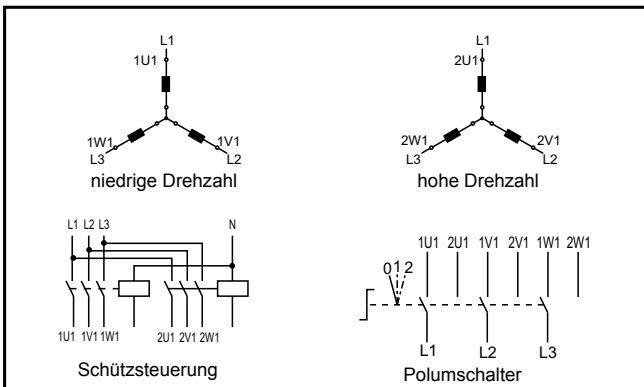 L1
1U1
1W1
1V1
L3
L2
niedrige Drehzahl
L1
2U1
2W1
2V1
L3
L2
hohe Drehzahl
L1 L2 L3 N
1U1 1V1 1W1 2U1 2V1 2W1
Schützsteuerung
1U1 2U1 1V1 2V1 1W1 2W1
0 1 2
L1 L2 L3
Polumschalter